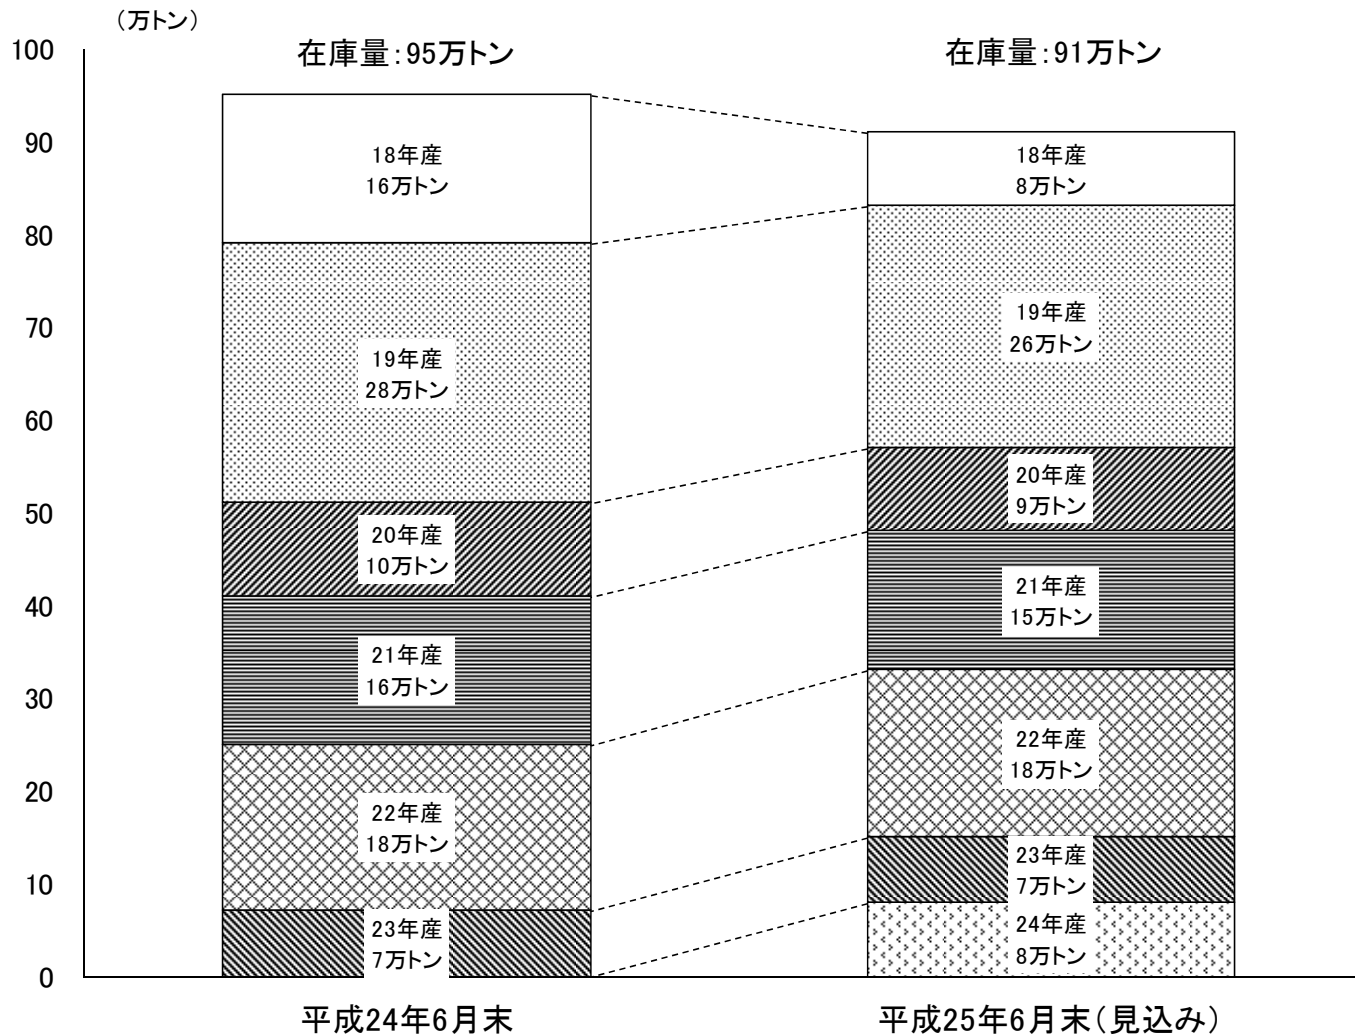 （万トン）
在庫量：95万トン
在庫量：91万トン
100
90
80
70
60
50
40
30
20
10
0
18年産
16万トン
19年産
28万トン
20年産
10万トン
21年産
16万トン
22年産
18万トン
23年産
7万トン
18年産
8万トン
19年産
26万トン
20年産
9万トン
21年産
15万トン
22年産
18万トン
23年産
7万トン
24年産
8万トン
平成24年6月末
平成25年6月末（見込み）